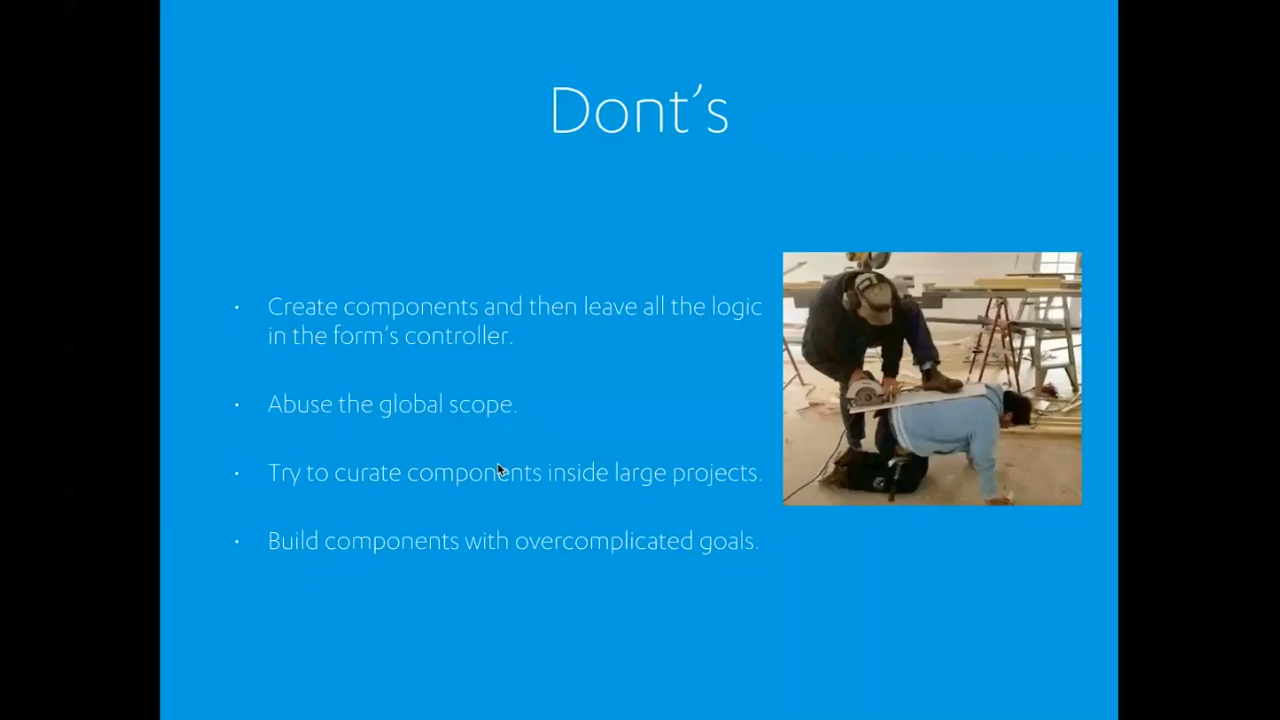 Dont’s
• Create components and then leave all the logic
in the form’s controller.
• Abuse the global scope.
• Try to curate components inside large projects.
• Build components with overcomplicated goals.